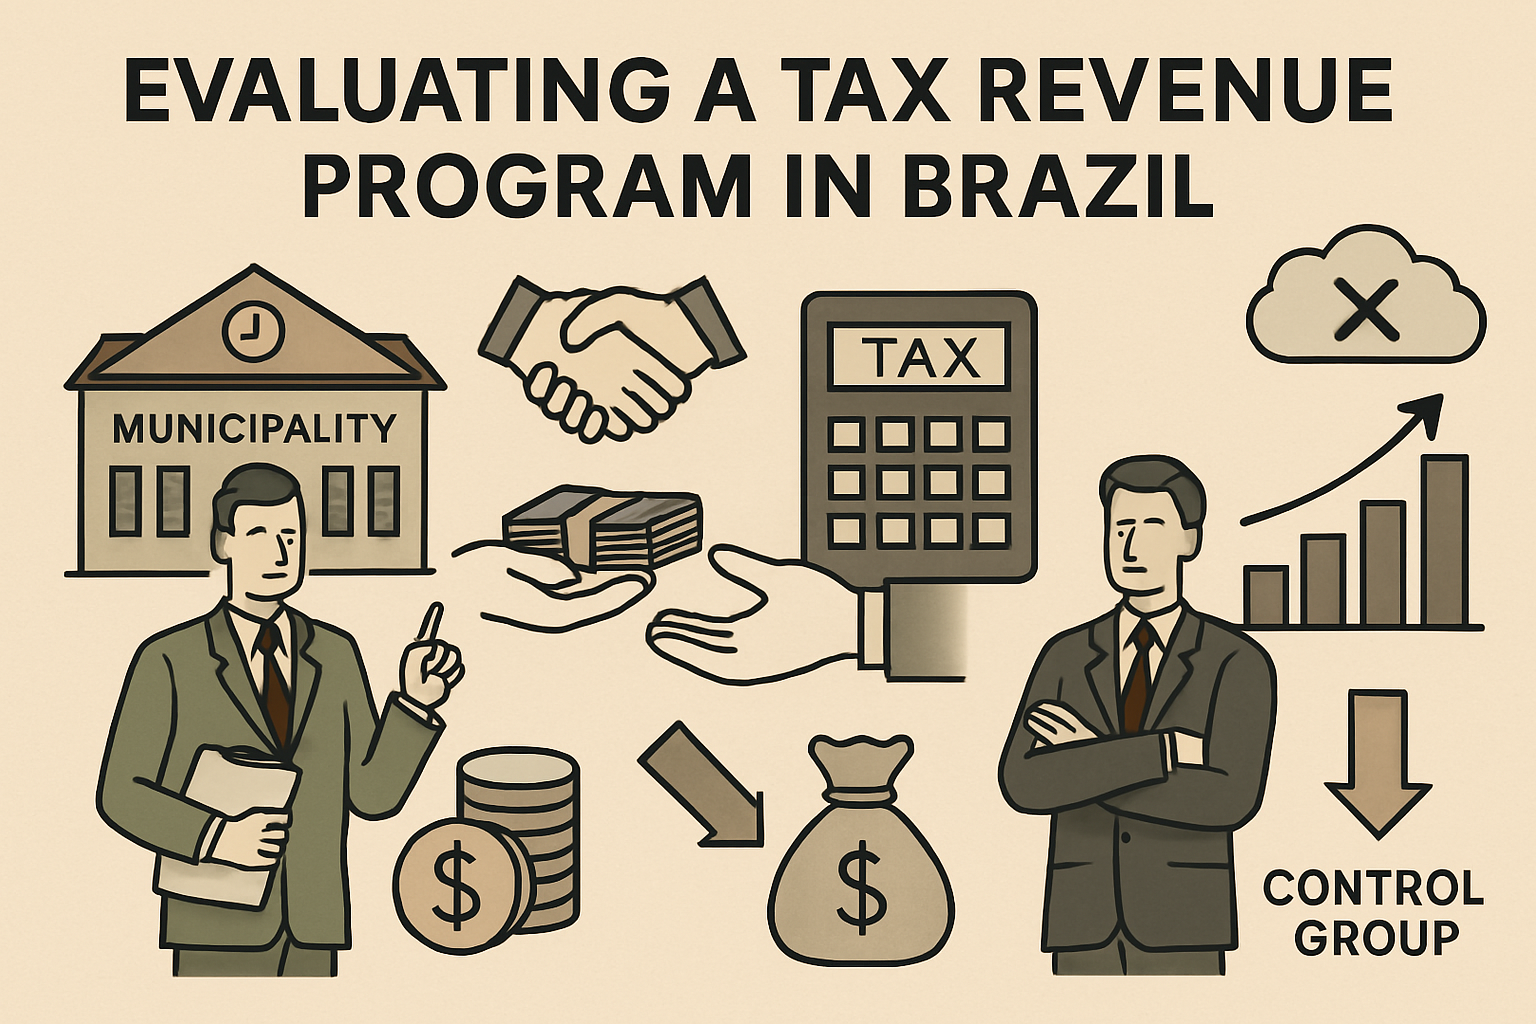 EVALUATING A TAX REVENUE
PROGRAM IN BRAZIL
MUNICIPALITY
TAX
$
$
CONTROL
GROUP